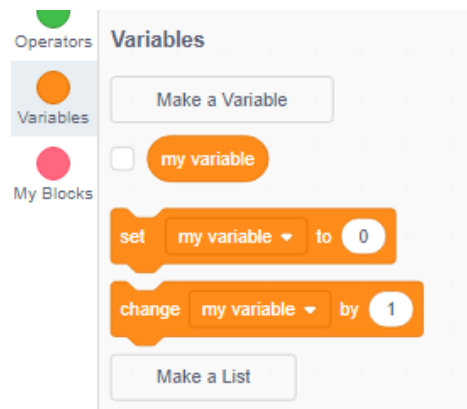 Operators
Variables
My Blocks
Variables
Make a Variable
my variable
set my variable to 0
change my variable by 1
Make a List